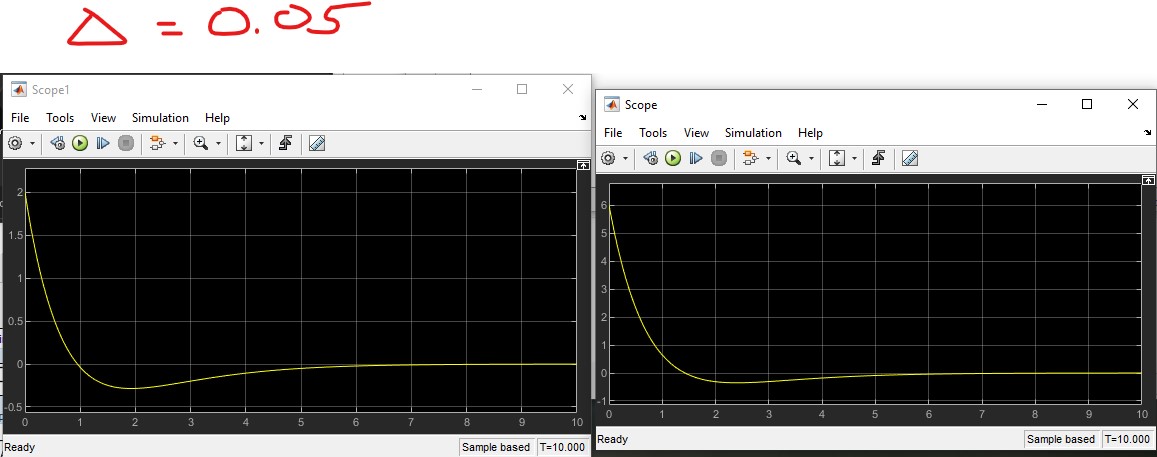 Δ = 0.05
Scope1
File Tools View Simulation Help
2
1.5
1
0.5
0
-0.5
0 1 2 3 4 5 6 7 8 9 10
Ready Sample based T=10.000
Scope
File Tools View Simulation Help
6
5
4
3
2
1
0
-1
0 1 2 3 4 5 6 7 8 9 10
Ready Sample based T=10.000